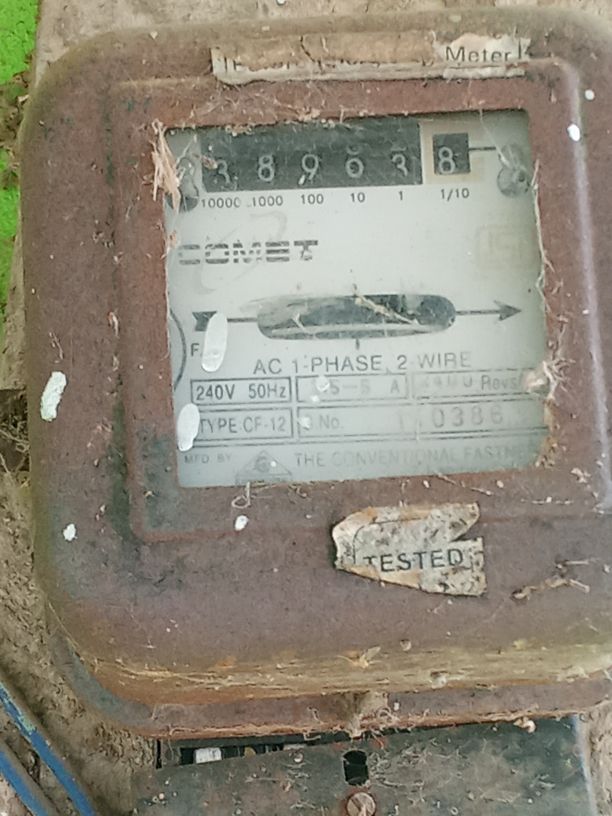 Meter
3 8 9 6 3 8
10000 1000 100 10 1 1/10
COMET
F
AC 1-PHASE 2 WIRE
240V 50Hz A Revs
TYPE CF-12 No. 0386
MFD. BY THE CONVENTIONAL FASTNE
TESTED